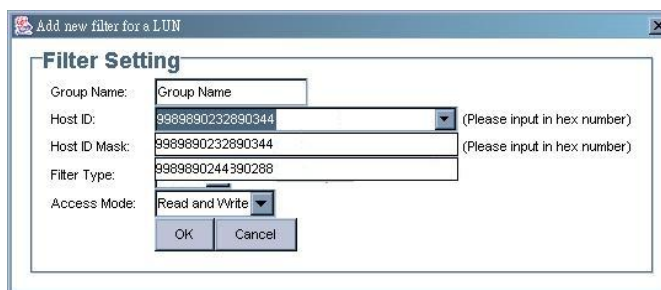 Add new filter for a LUN
Filter Setting
Group Name: Group Name
Host ID: 9989890232890344 (Please input in hex number)
Host ID Mask: 9989890232890344 (Please input in hex number)
Filter Type: 9989890244390288
Access Mode: Read and Write
OK Cancel